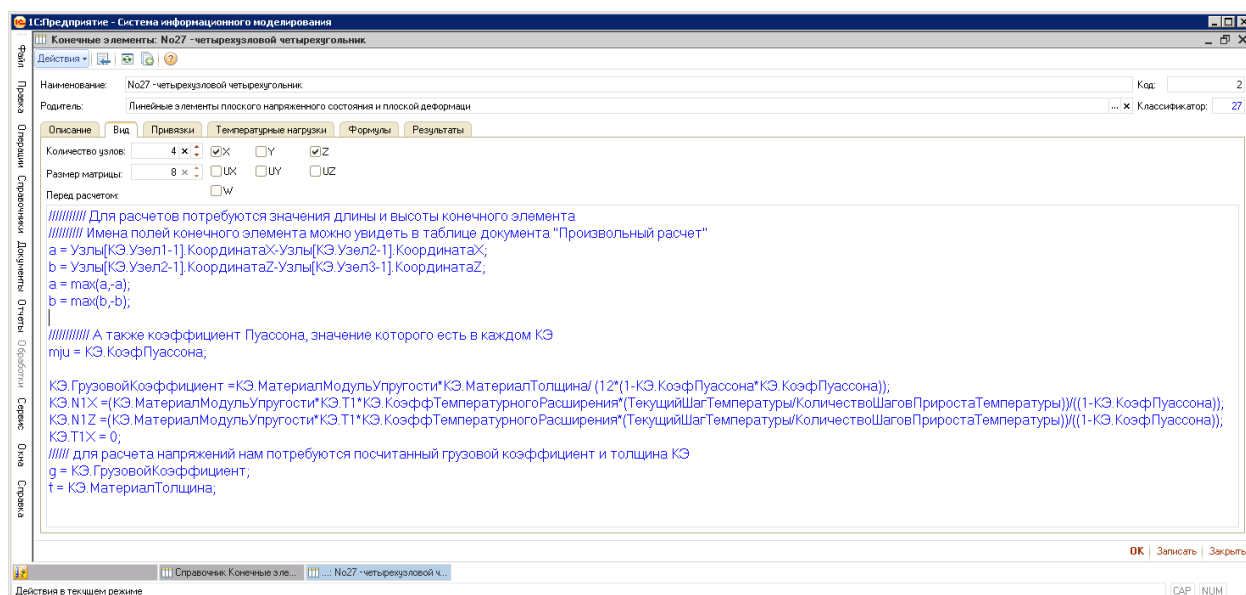 1С:Предприятие - Система информационного моделирования
Конечные элементы: No27 -четырехузловой четырехугольник
Действия
Файл Правка Операции Справочники Документы Отчеты Обработки Сервис Окна Справка
Наименование: No27 -четырехузловой четырехугольник Код: 2
Родитель: Линейные элементы плоского напряженного состояния и плоской деформаци ... x Классификатор: 27
Описание Вид Привязки Температурные нагрузки Формулы Результаты
Количество узлов: 4 X Y Z
Размер матрицы: 8 UX UY UZ
Перед расчетом: W
/////////// Для расчетов потребуются значения длины и высоты конечного элемента
////////// Имена полей конечного элемента можно увидеть в таблице документа "Произвольный расчет"
a = Узлы[КЭ.Узел1-1].КоординатаX-Узлы[КЭ.Узел2-1].КоординатаX;
b = Узлы[КЭ.Узел2-1].КоординатаZ-Узлы[КЭ.Узел3-1].КоординатаZ;
a = max(a,-a);
b = max(b,-b);
//////////// А также коэффициент Пуассона, значение которого есть в каждом КЭ
mju = КЭ.КоэфПуассона;
КЭ.ГрузовойКоэффициент =КЭ.МатериалМодульУпругости*КЭ.МатериалТолщина/ (12*(1-КЭ.КоэфПуассона*КЭ.КоэфПуассона));
КЭ.N1X =(КЭ.МатериалМодульУпругости*КЭ.T1*КЭ.КоэффТемпературногоРасширения*(ТекущийШагТемпературы/КоличествоШаговПриростаТемпературы))/((1-КЭ.КоэфПуассона));
КЭ.N1Z =(КЭ.МатериалМодульУпругости*КЭ.T1*КЭ.КоэффТемпературногоРасширения*(ТекущийШагТемпературы/КоличествоШаговПриростаТемпературы))/((1-КЭ.КоэфПуассона));
КЭ.T1X = 0;
////// для расчета напряжений нам потребуются посчитанный грузовой коэффициент и толщина КЭ
g = КЭ.ГрузовойКоэффициент;
t = КЭ.МатериалТолщина;
OK Записать Закрыть
Справочник Конечные эле... ...: No27 -четырехузловой ч...
Действия в текущем режиме CAP NUM